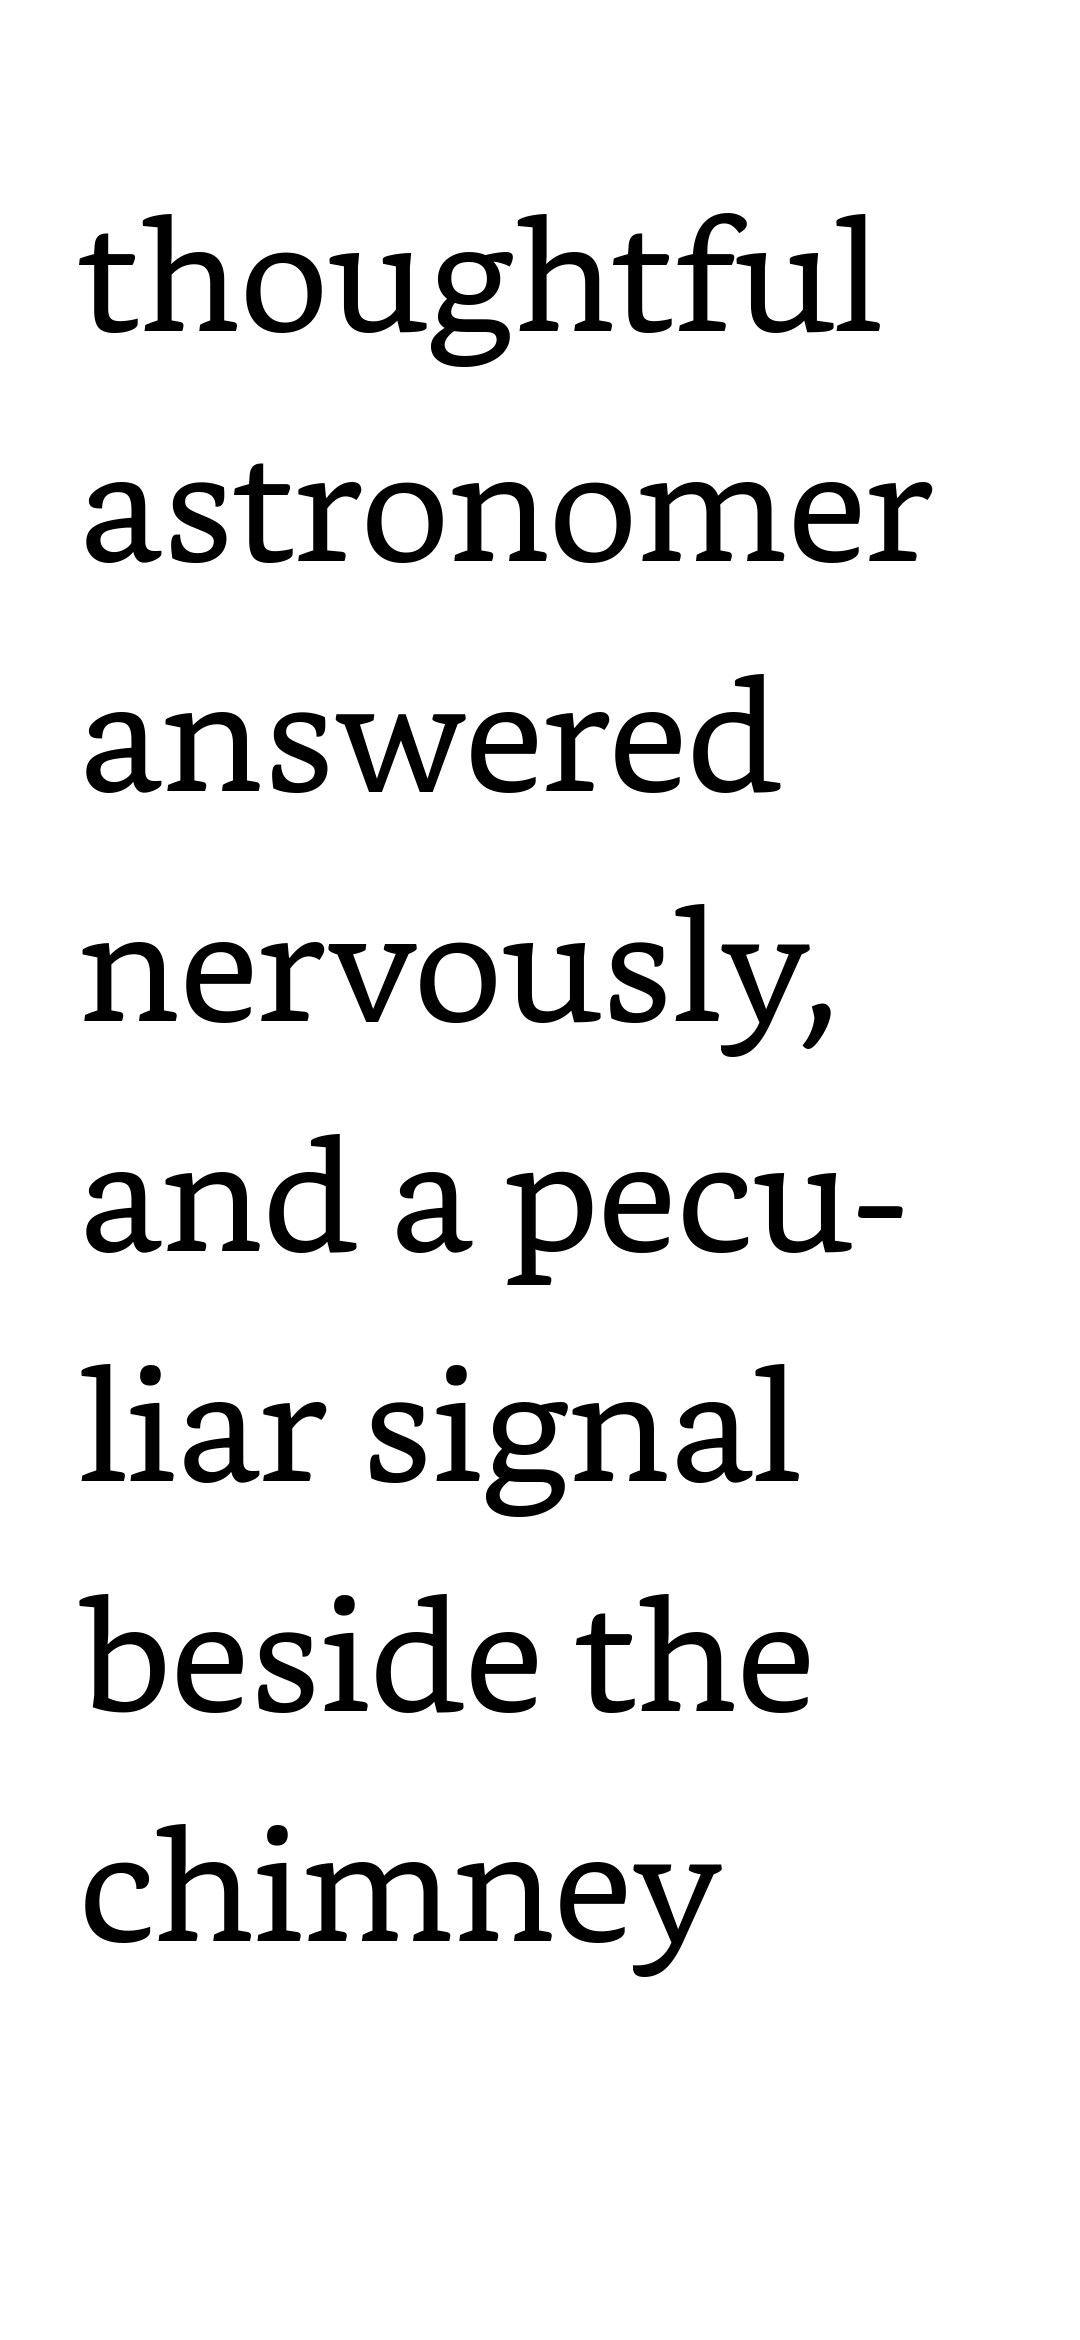 thoughtful
astronomer
answered
nervously,
and a pecu-
liar signal
beside the
chimney